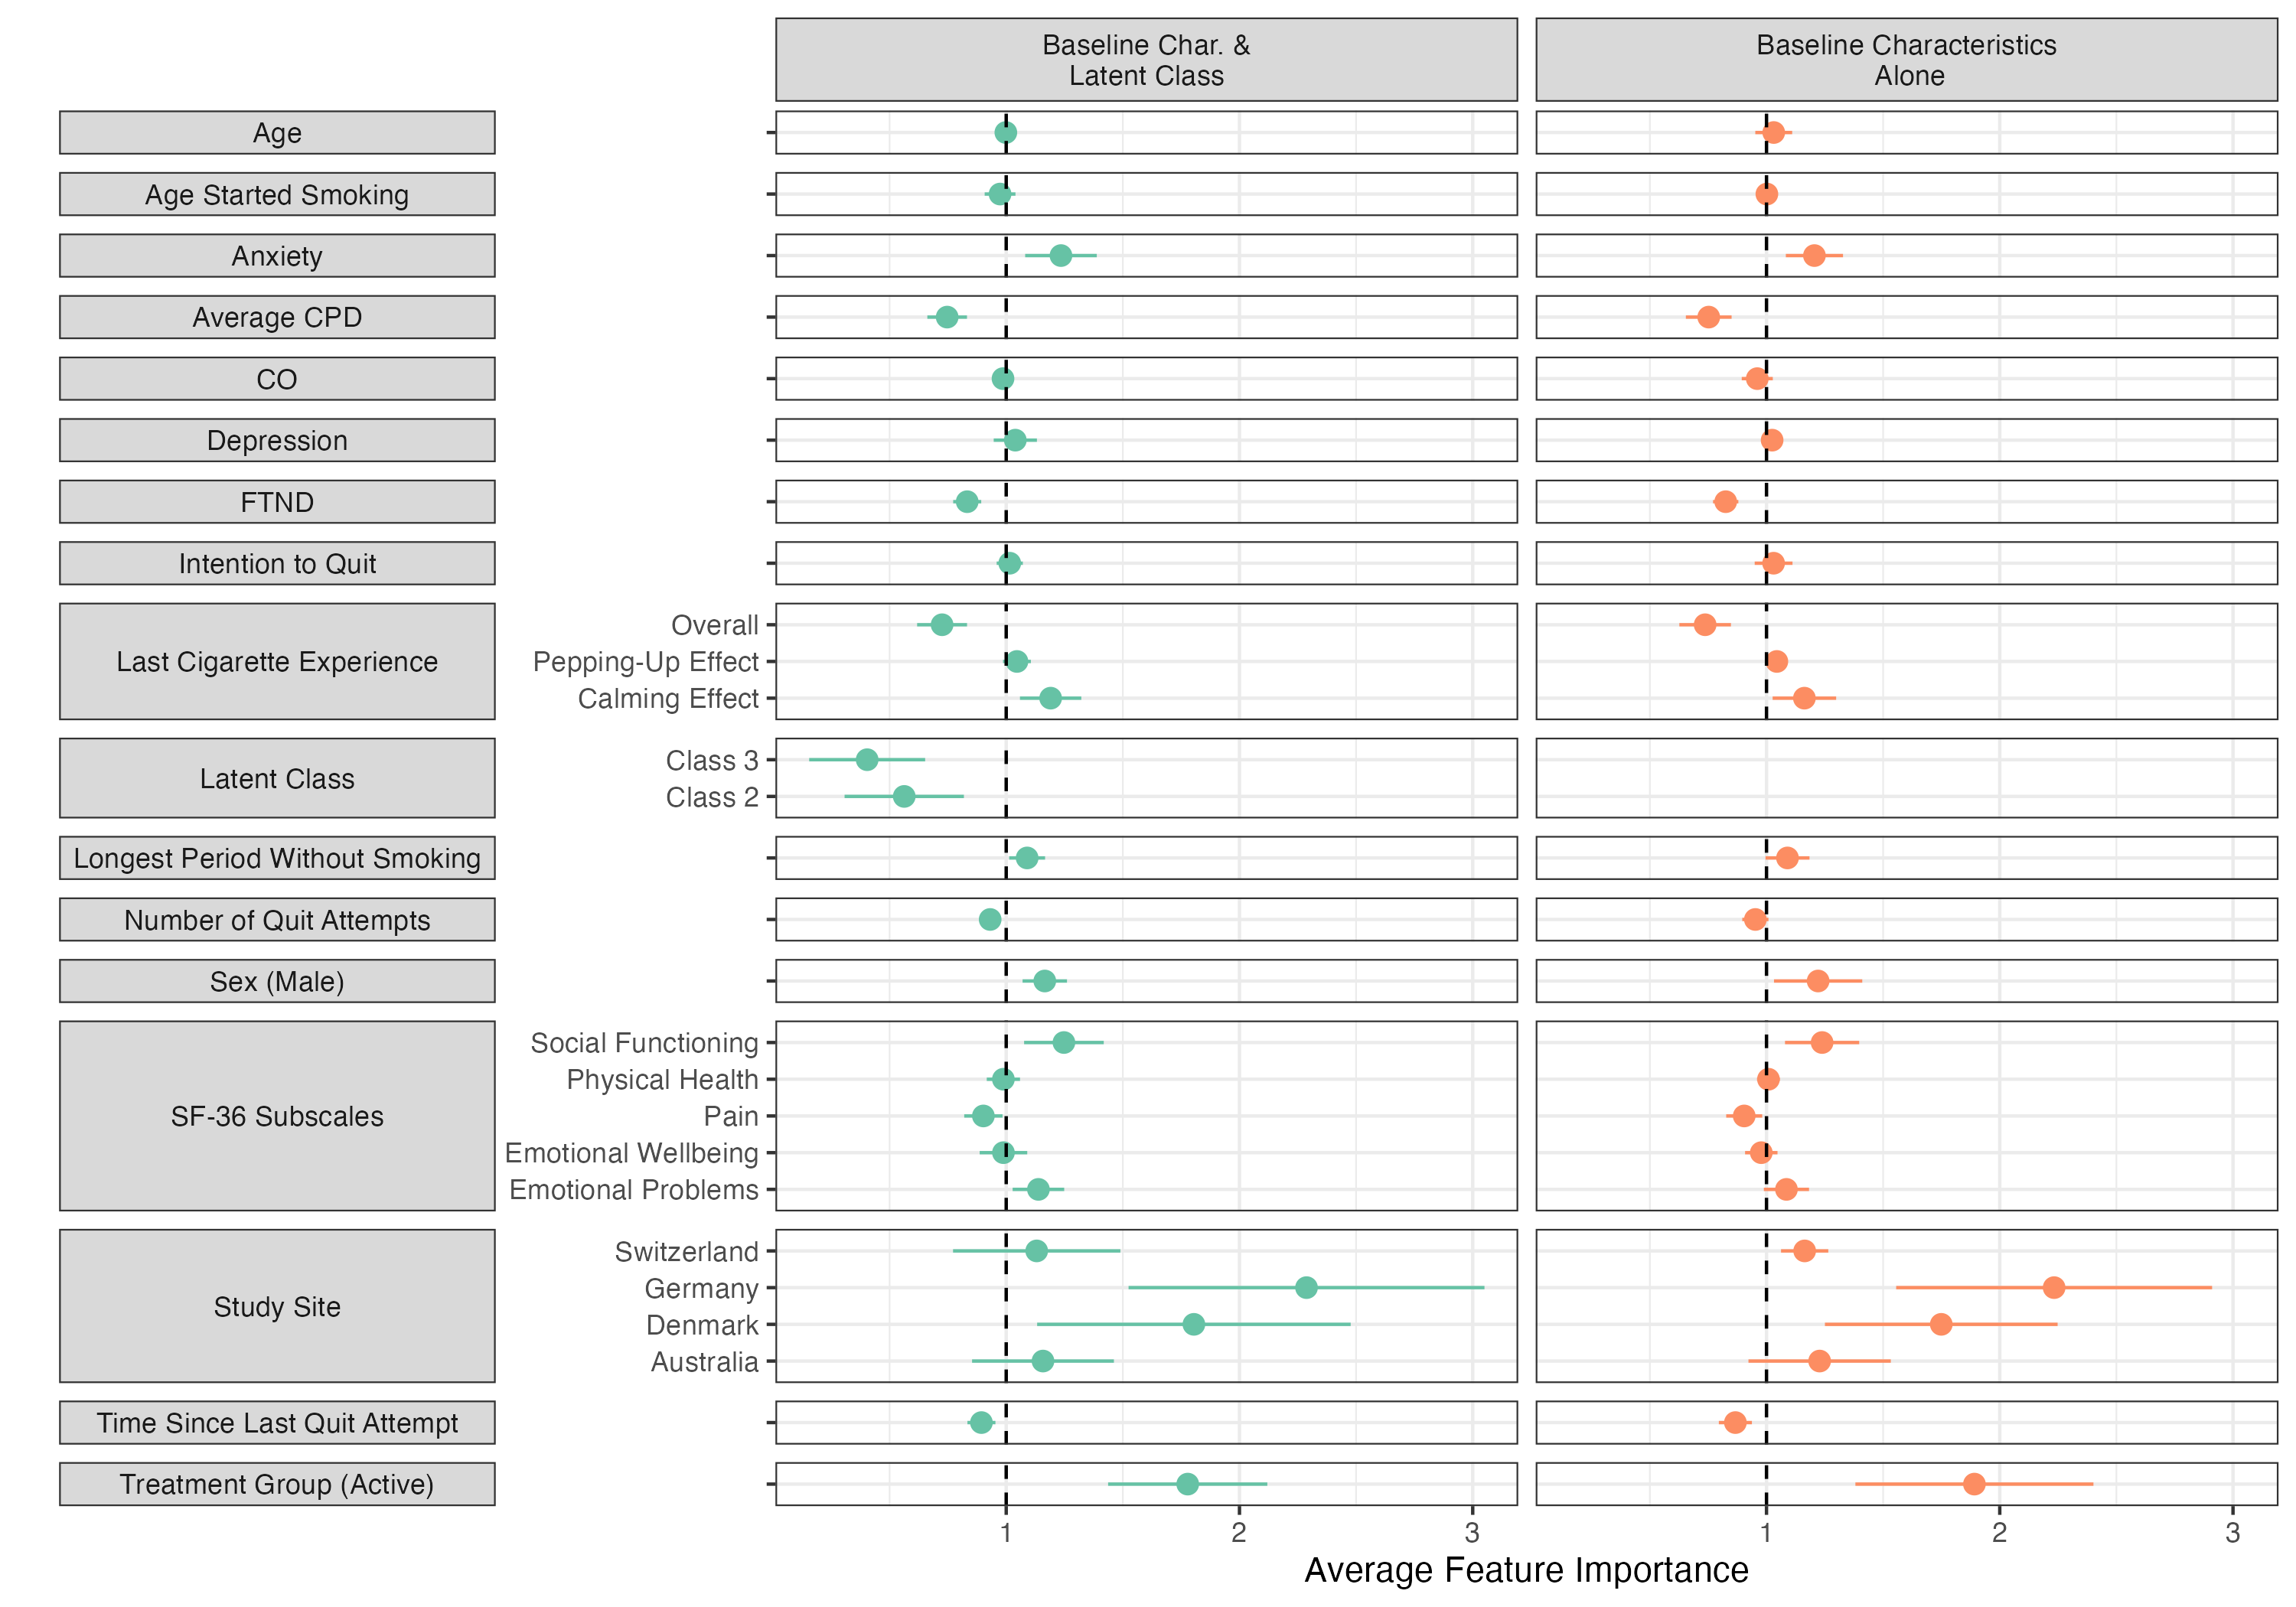 Baseline Char. &
Latent Class
Baseline Characteristics
Alone
Age
Age Started Smoking
Anxiety
Average CPD
CO
Depression
FTND
Intention to Quit
Last Cigarette Experience
Overall
Pepping-Up Effect
Calming Effect
Latent Class
Class 3
Class 2
Longest Period Without Smoking
Number of Quit Attempts
Sex (Male)
SF-36 Subscales
Social Functioning
Physical Health
Pain
Emotional Wellbeing
Emotional Problems
Study Site
Switzerland
Germany
Denmark
Australia
Time Since Last Quit Attempt
Treatment Group (Active)
1 2 3
1 2 3
Average Feature Importance